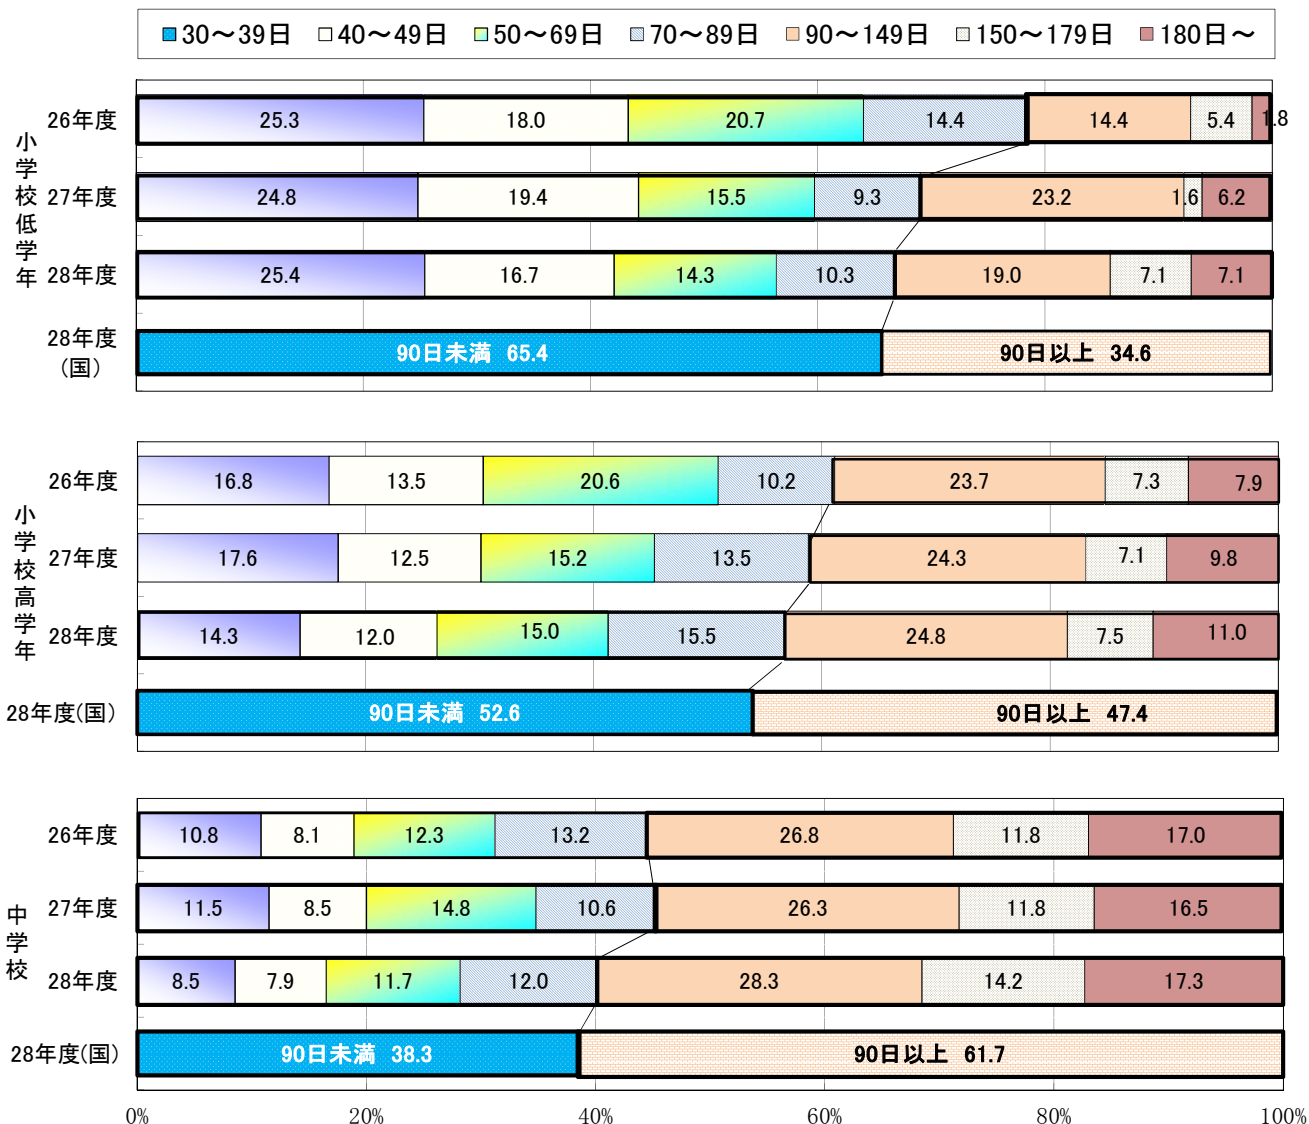 30～39日 40～49日 50～69日 70～89日 90～149日 150～179日 180日～
小学校低学年
26年度 25.3 18.0 20.7 14.4 14.4 5.4 1.8
27年度 24.8 19.4 15.5 9.3 23.2 1.6 6.2
28年度 25.4 16.7 14.3 10.3 19.0 7.1 7.1
28年度
(国) 90日未満 65.4 90日以上 34.6
小学校高学年
26年度 16.8 13.5 20.6 10.2 23.7 7.3 7.9
27年度 17.6 12.5 15.2 13.5 24.3 7.1 9.8
28年度 14.3 12.0 15.0 15.5 24.8 7.5 11.0
28年度(国) 90日未満 52.6 90日以上 47.4
中学校
26年度 10.8 8.1 12.3 13.2 26.8 11.8 17.0
27年度 11.5 8.5 14.8 10.6 26.3 11.8 16.5
28年度 8.5 7.9 11.7 12.0 28.3 14.2 17.3
28年度(国) 90日未満 38.3 90日以上 61.7
0% 20% 40% 60% 80% 100%